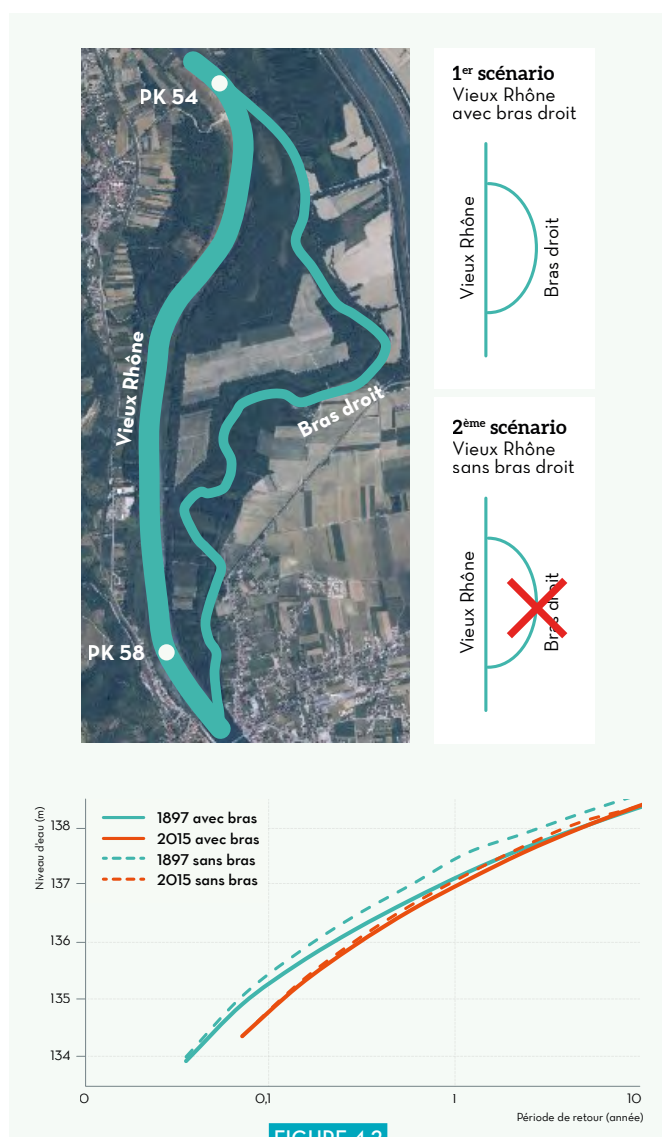 PK 54
Vieux Rhône
Bras droit
PK 58
1er scénario
Vieux Rhône
avec bras droit
Vieux Rhône
Bras droit
2ème scénario
Vieux Rhône
sans bras droit
Vieux Rhône
Bras droit
Niveau d'eau (m)
138
137
136
135
134
1897 avec bras
2015 avec bras
1897 sans bras
2015 sans bras
0
0,1
1
10
Période de retour (année)